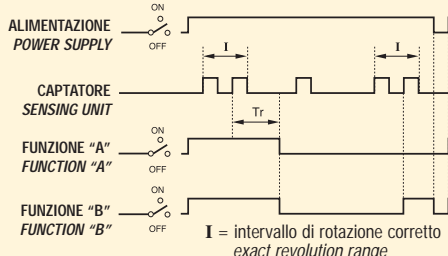 ON
ALIMENTAZIONE
POWER SUPPLY
OFF
I
I
CAPTATORE
SENSING UNIT
Tr
ON
FUNZIONE “A”
FUNCTION “A”
OFF
ON
FUNZIONE “B”
FUNCTION “B”
OFF
I = intervallo di rotazione corretto
exact revolution range